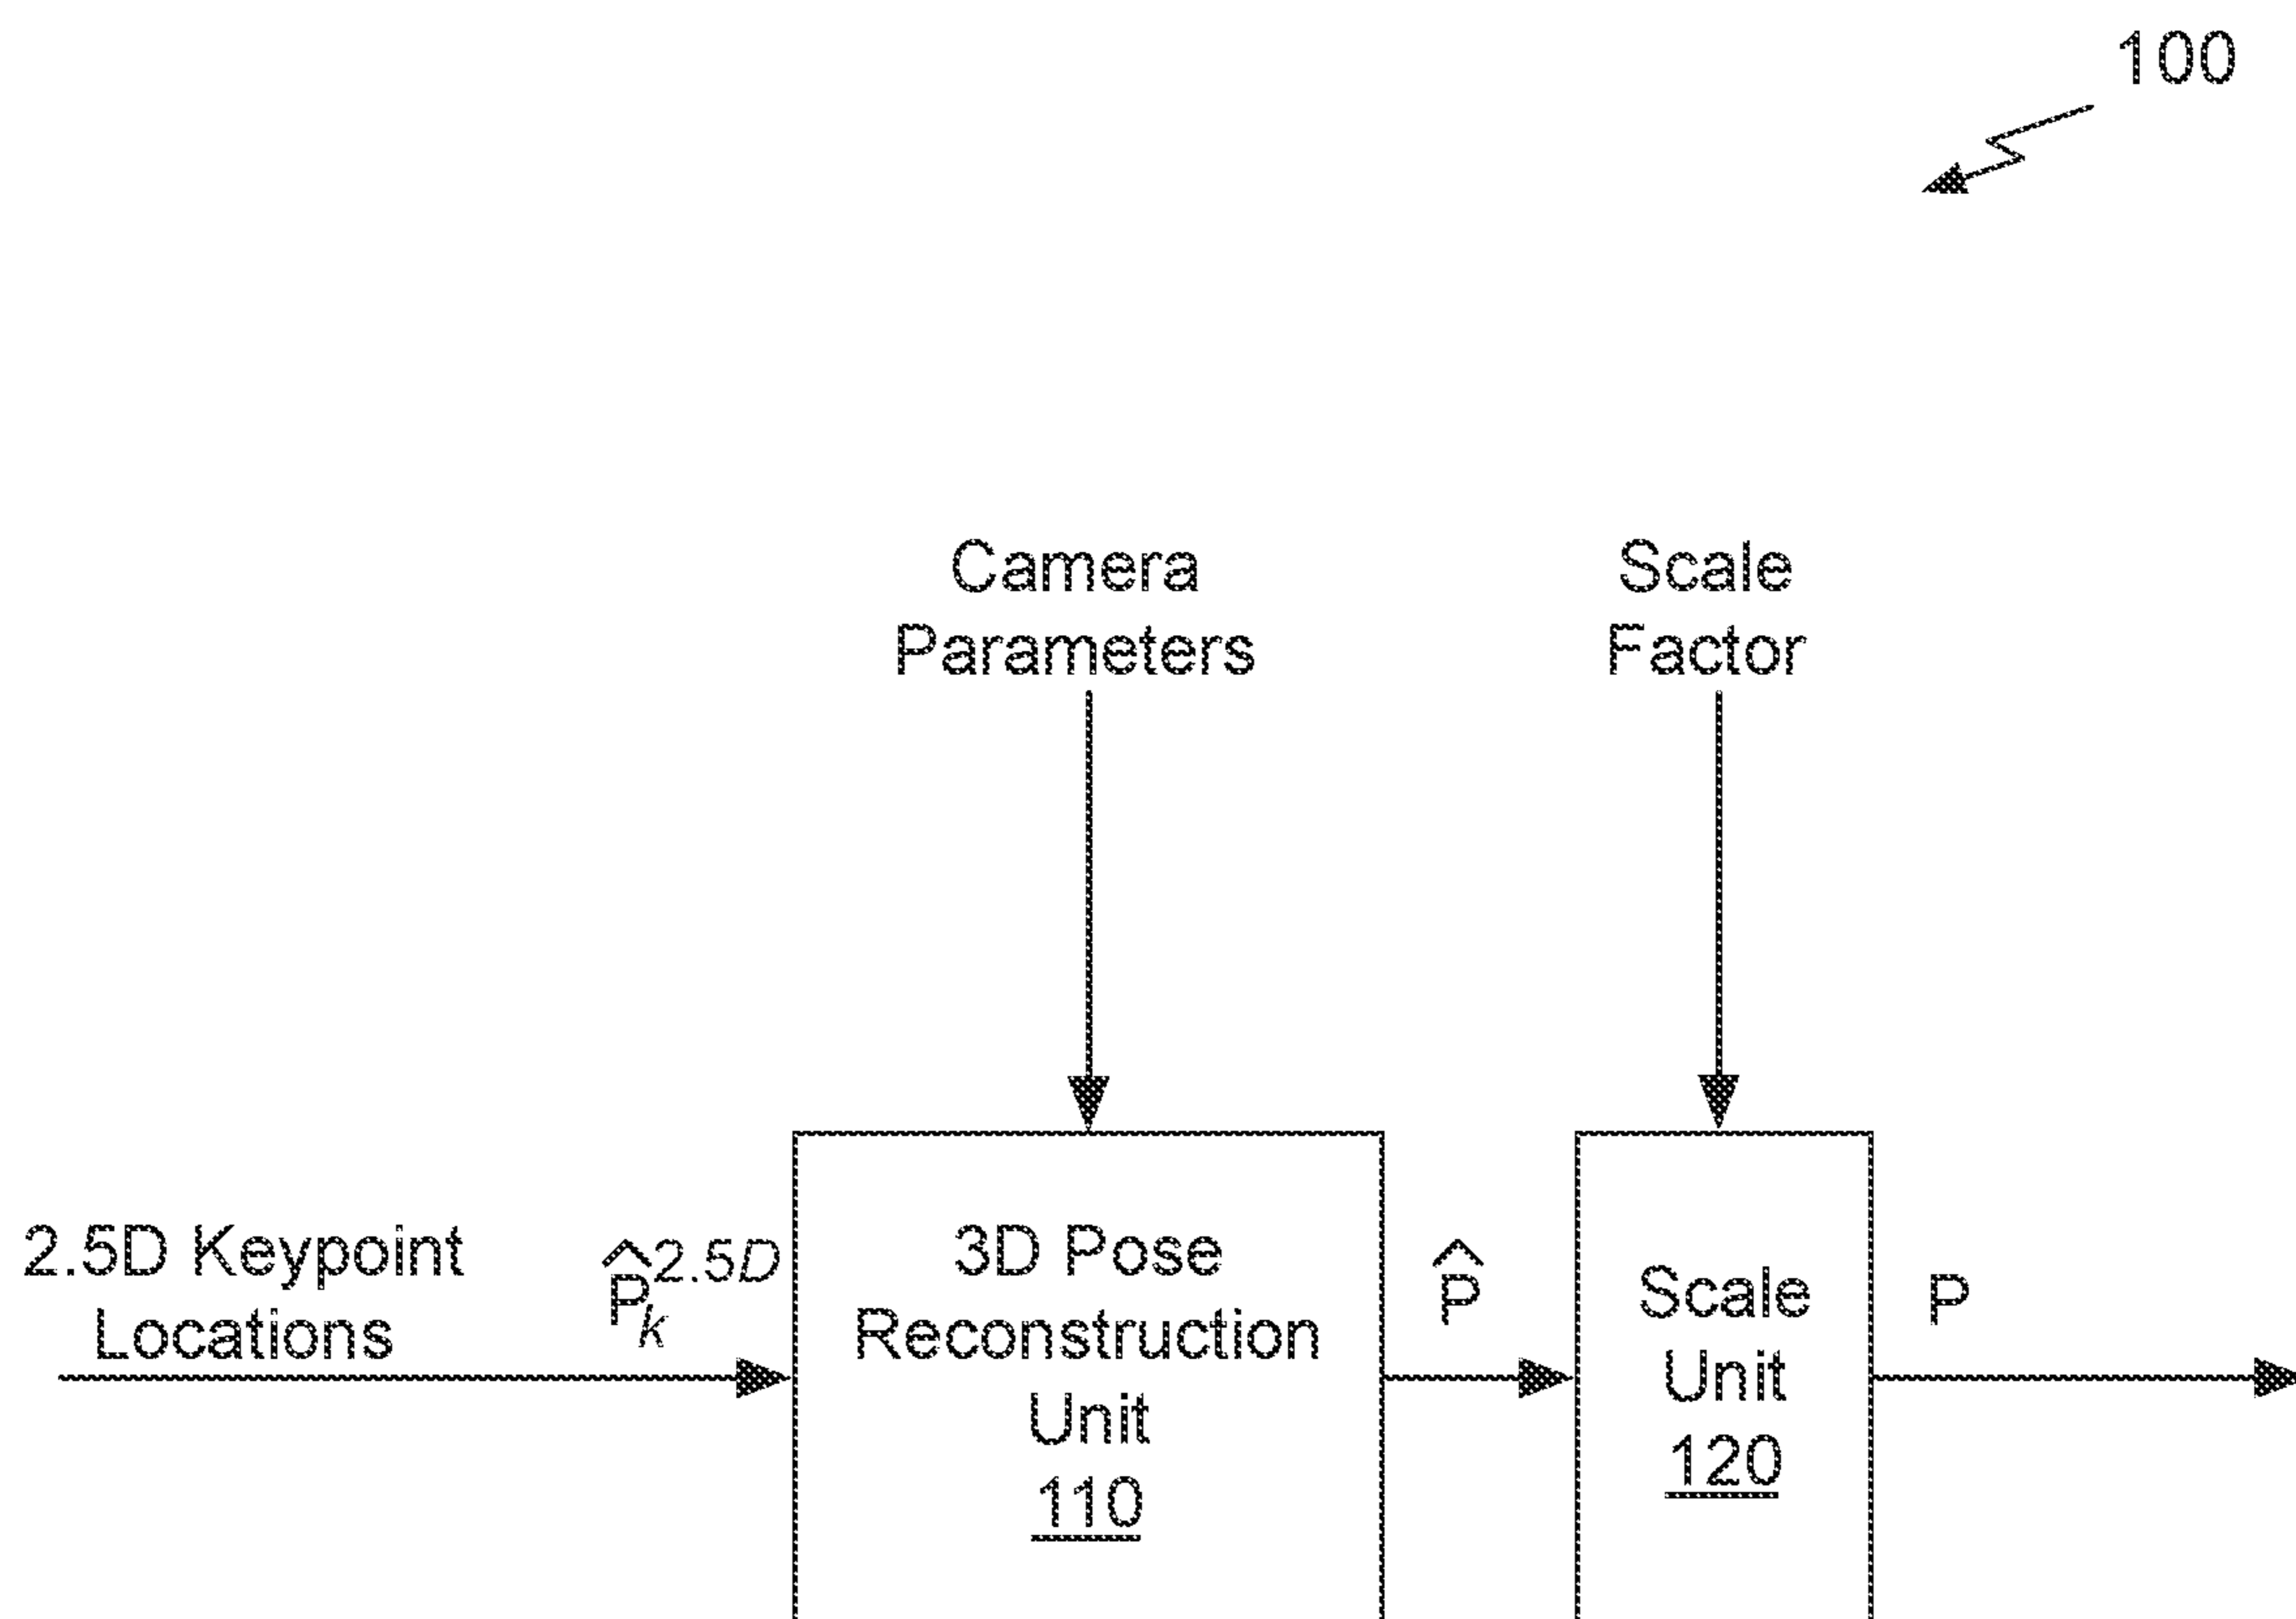 100
Camera
Parameters
Scale
Factor
2.5D Keypoint
Locations
P̂ₖ²·⁵ᴰ
3D Pose
Reconstruction
Unit
110
P̂
Scale
Unit
120
P